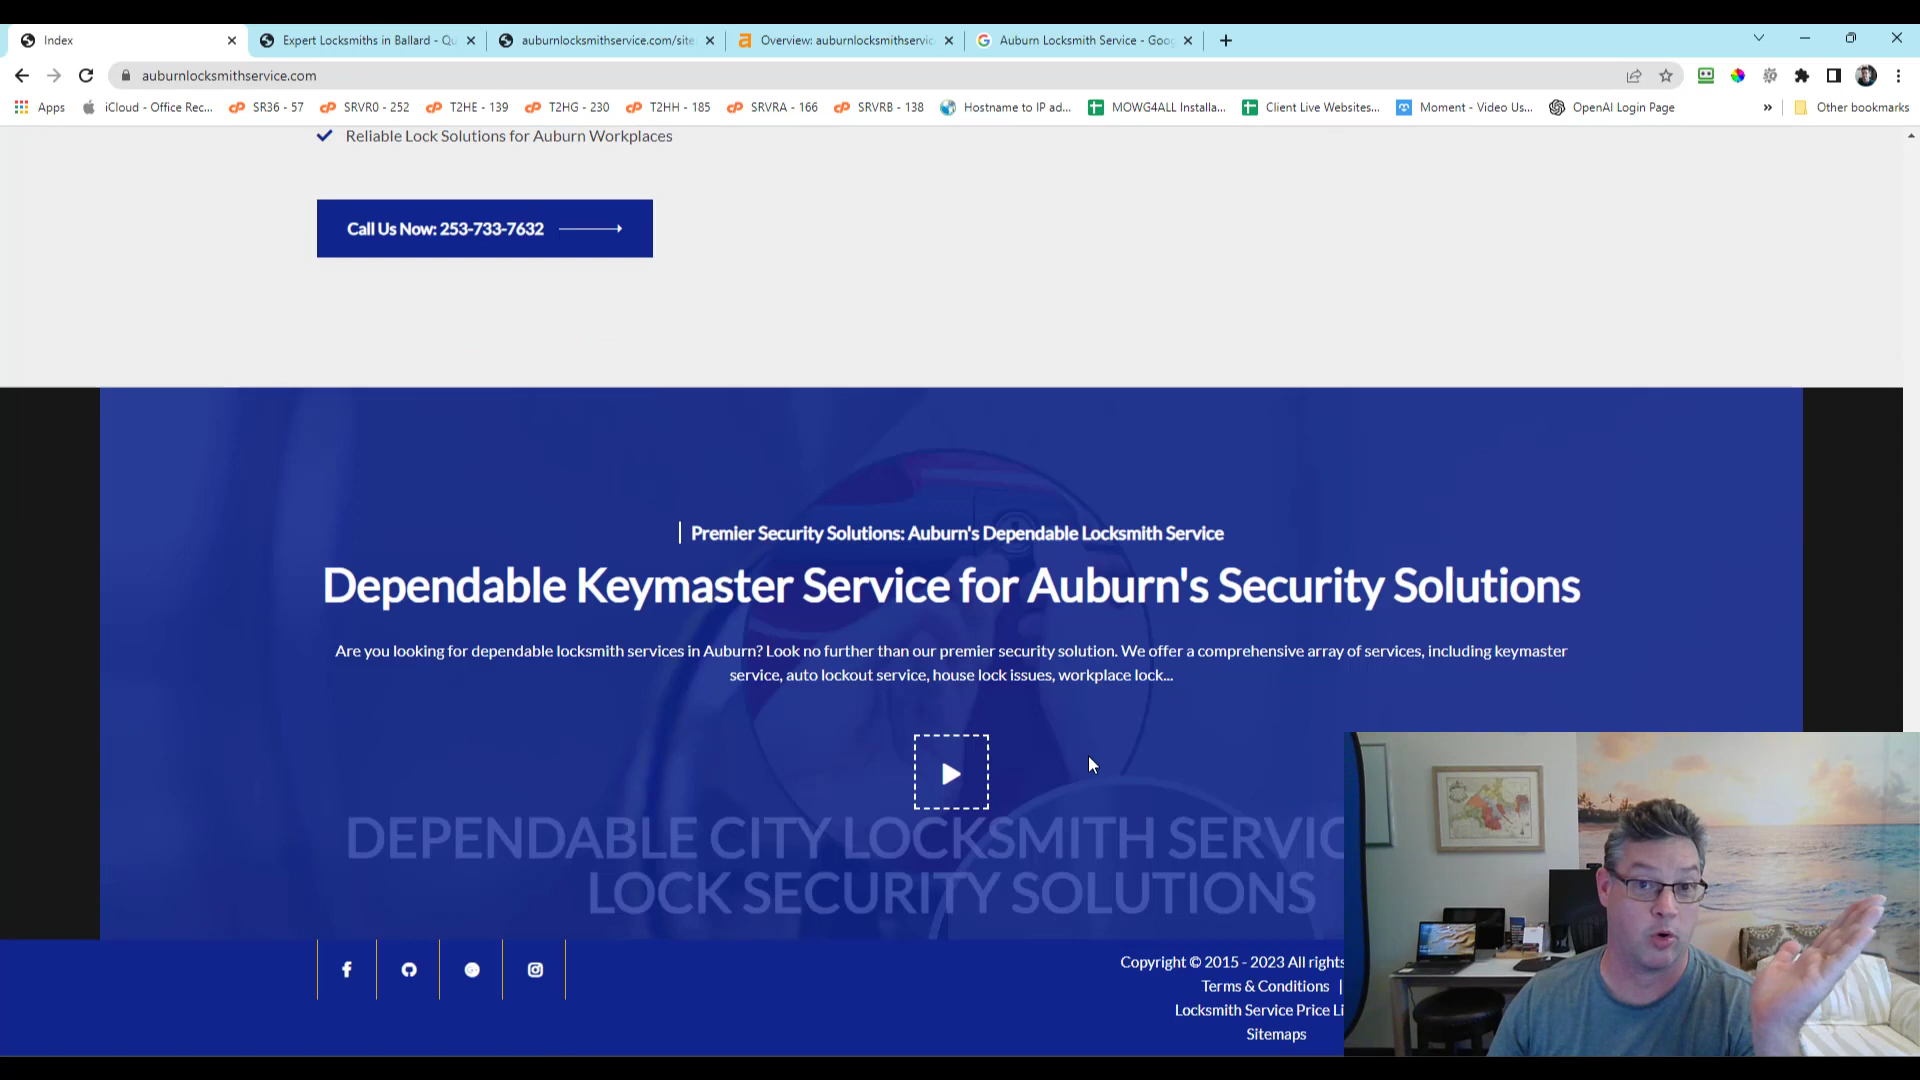 Index
Expert Locksmiths in Ballard - Qu
auburnlocksmithservice.com/site
Overview: auburnlocksmithservic
Auburn Locksmith Service - Goog
auburnlocksmithservice.com
Apps
iCloud - Office Rec...
SR36 - 57
SRVR0 - 252
T2HE - 139
T2HG - 230
T2HH - 185
SRVRA - 166
SRVRB - 138
Hostname to IP ad...
MOWG4ALL Installa...
Client Live Websites...
Moment - Video Us...
OpenAI Login Page
»
Other bookmarks
Reliable Lock Solutions for Auburn Workplaces
Call Us Now: 253-733-7632
Premier Security Solutions: Auburn's Dependable Locksmith Service
Dependable Keymaster Service for Auburn's Security Solutions
Are you looking for dependable locksmith services in Auburn? Look no further than our premier security solution. We offer a comprehensive array of services, including keymaster
service, auto lockout service, house lock issues, workplace lock...
DEPENDABLE CITY LOCKSMITH SERVIC
LOCK SECURITY SOLUTIONS
Copyright © 2015 - 2023 All rights
Terms & Conditions |
Locksmith Service Price Li
Sitemaps